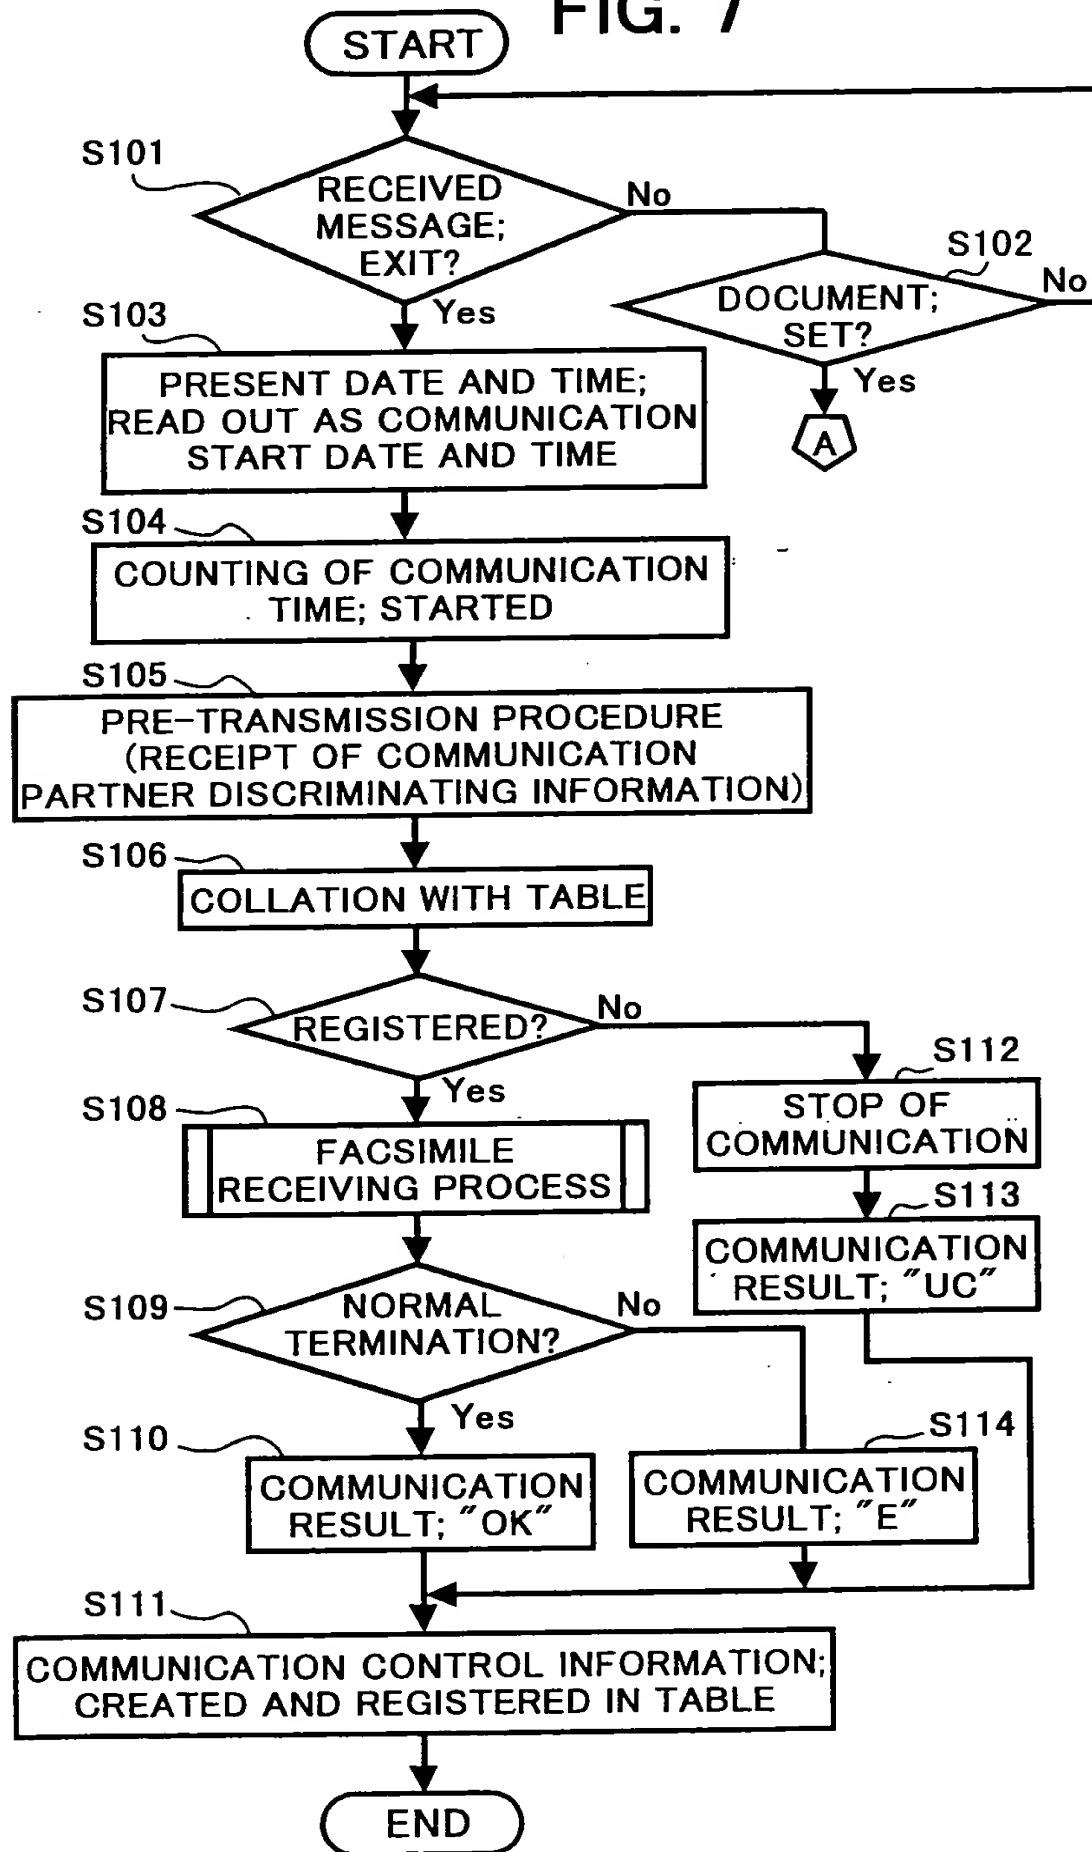 FIG. 7
START
S101
RECEIVED
MESSAGE;
EXIT?
No
Yes
S102
DOCUMENT;
SET?
No
Yes
A
S103
PRESENT DATE AND TIME;
READ OUT AS COMMUNICATION
START DATE AND TIME
S104
COUNTING OF COMMUNICATION
TIME; STARTED
S105
PRE-TRANSMISSION PROCEDURE
(RECEIPT OF COMMUNICATION
PARTNER DISCRIMINATING INFORMATION)
S106
COLLATION WITH TABLE
S107
REGISTERED?
No
Yes
S112
STOP OF
COMMUNICATION
S108
FACSIMILE
RECEIVING PROCESS
S113
COMMUNICATION
RESULT; "UC"
S109
NORMAL
TERMINATION?
No
Yes
S110
COMMUNICATION
RESULT; "OK"
S114
COMMUNICATION
RESULT; "E"
S111
COMMUNICATION CONTROL INFORMATION;
CREATED AND REGISTERED IN TABLE
END